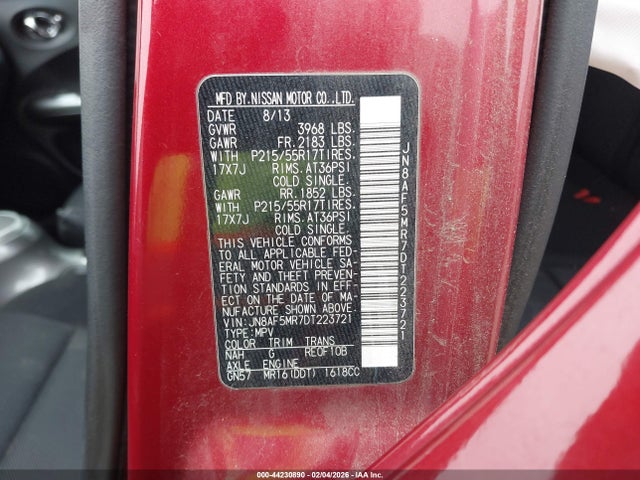 MFD BY NISSAN MOTOR CO.,LTD.
DATE 8/13
GVWR 3968 LBS.
GAWR FR. 2183 LBS.
WITH P215/55R17TIRES.
17X7J RIMS. AT36PSI
COLD SINGLE.
GAWR RR. 1852 LBS.
WITH P215/55R17TIRES.
17X7J RIMS. AT36PSI
COLD SINGLE.
THIS VEHICLE CONFORMS
TO ALL APPLICABLE FED-
ERAL MOTOR VEHICLE SA-
FETY AND THEFT PREVEN-
TION STANDARDS IN EFF-
ECT ON THE DATE OF MA-
NUFACTURE SHOWN ABOVE.
VIN: JN8AF5MR7DT223721
TYPE: MPV
COLOR TRIM TRANS
NAH G RE0F10B
AXLE ENGINE
GN57 MR16(DDT) 1618CC
JN8AF5MR7DT223721
000-44230890 - 02/04/2026 - IAA Inc.